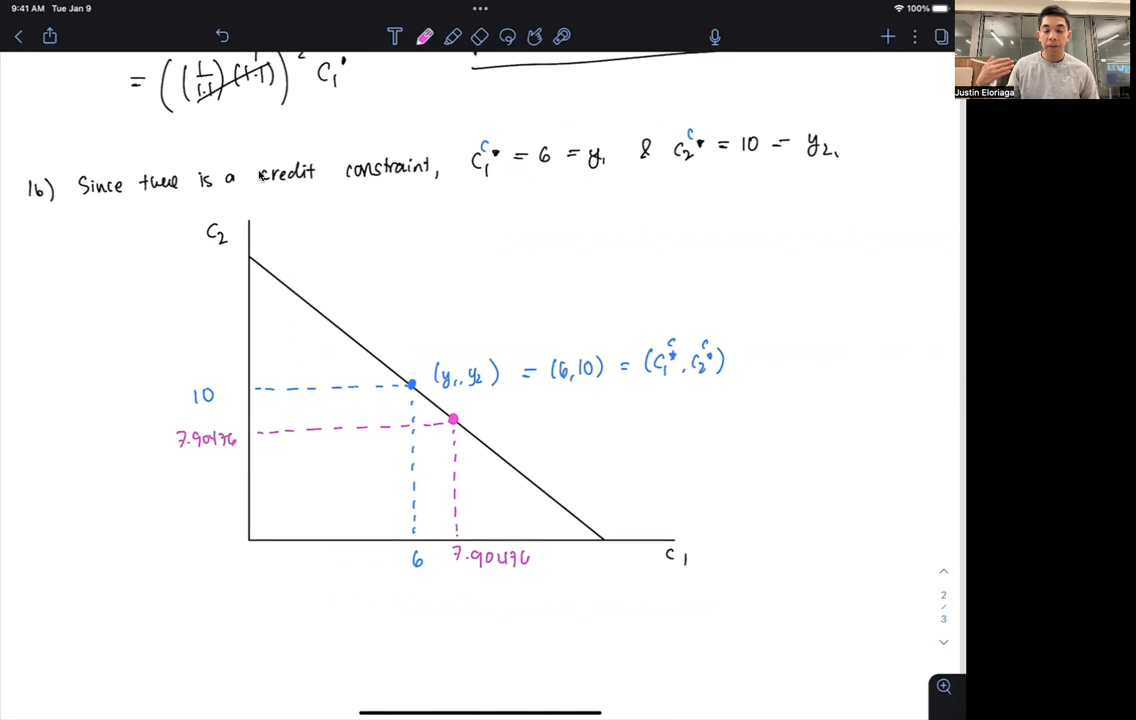 9:41 AM Tue Jan 9
100%
Justin Eloriaga
= ((1/1.1)(1.1))² C₁*
1b) Since there is a credit constraint, C₁ᶜ* = 6 = y₁ & C₂ᶜ* = 10 = y₂.
C₂
(y₁, y₂) = (6, 10) = (C₁ᶜ*, C₂ᶜ*)
10
7.90476
6
7.90476
C₁
2
/
3